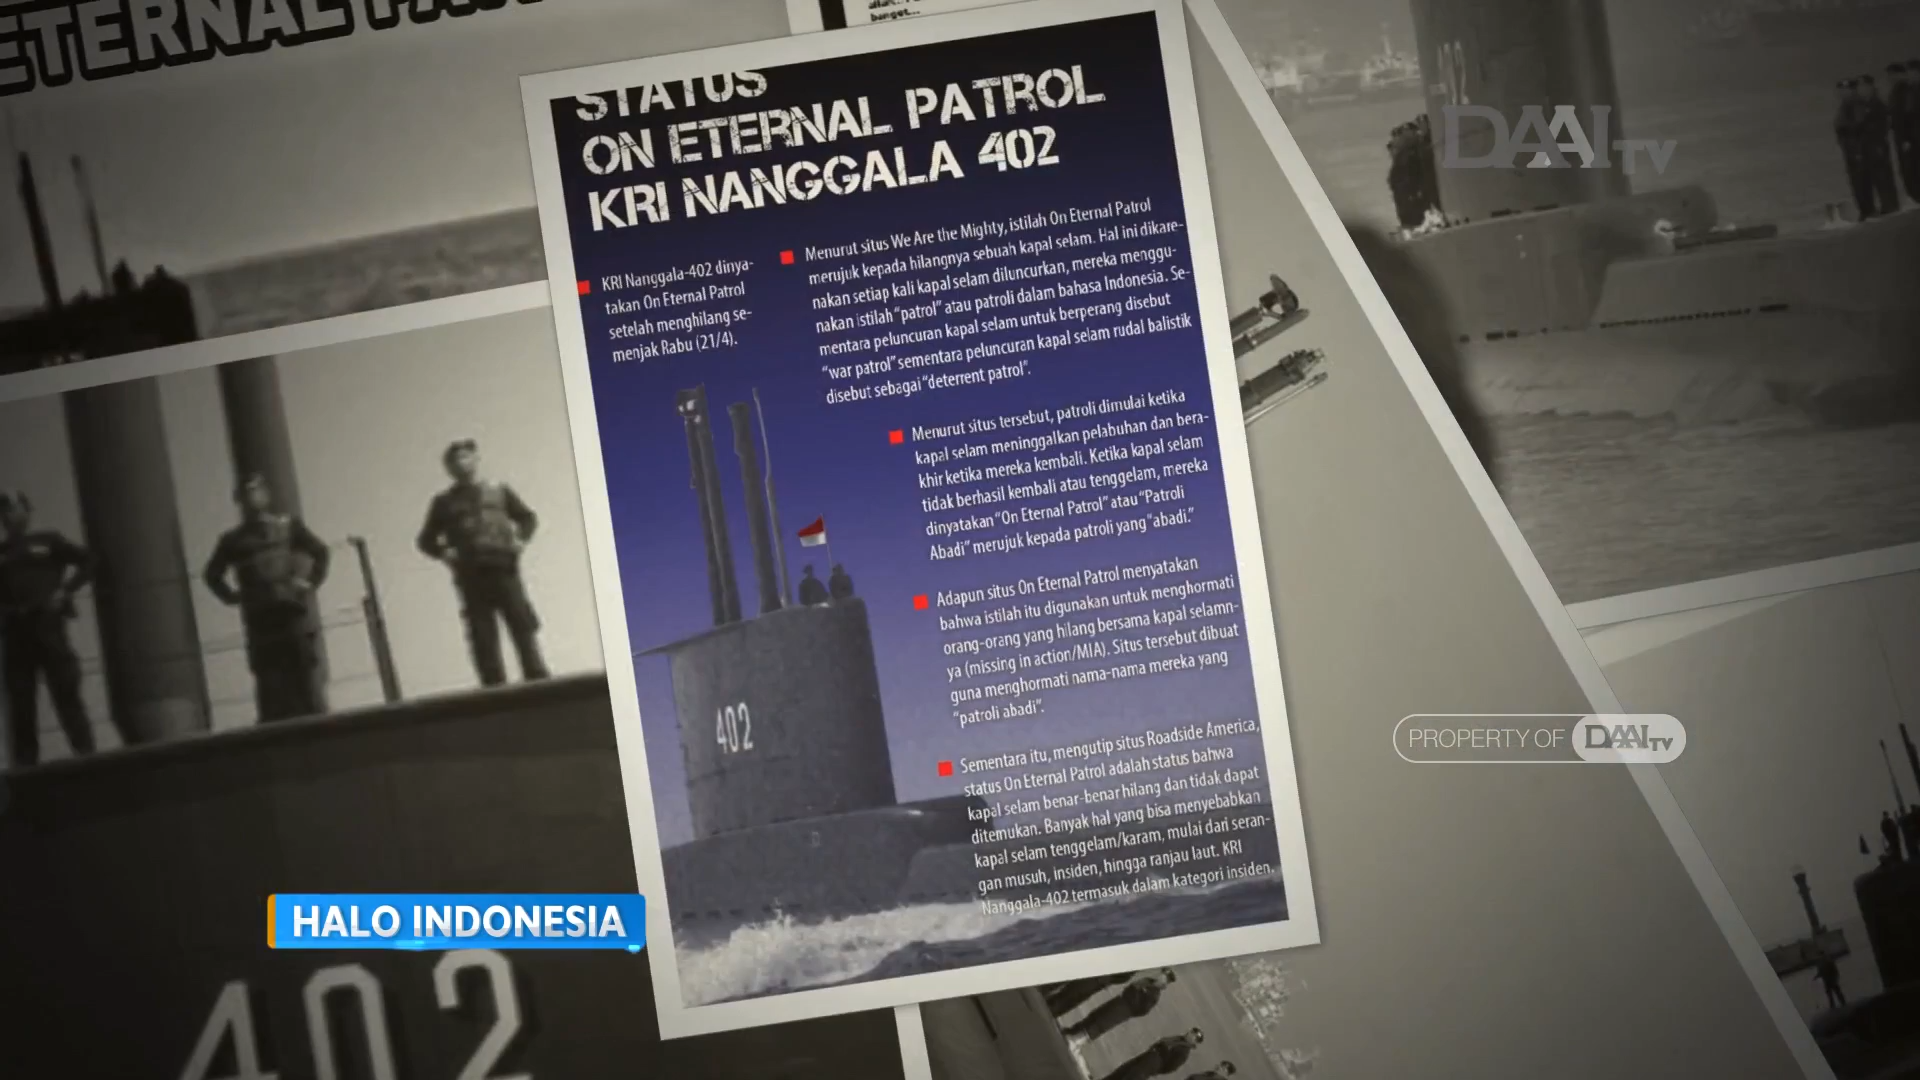 ETERNAL
banget...
STATUS
ON ETERNAL PATROL
KRI NANGGALA 402
KRI Nanggala-402 dinya-
takan On Eternal Patrol
setelah menghilang se-
menjak Rabu (21/4).
Menurut situs We Are the Mighty, istilah On Eternal Patrol
merujuk kepada hilangnya sebuah kapal selam. Hal ini dikare-
nakan setiap kali kapal selam diluncurkan, mereka menggu-
nakan istilah "patrol" atau patroli dalam bahasa Indonesia. Se-
mentara peluncuran kapal selam untuk berperang disebut
"war patrol" sementara peluncuran kapal selam rudal balistik
disebut sebagai "deterrent patrol".
Menurut situs tersebut, patroli dimulai ketika
kapal selam meninggalkan pelabuhan dan bera-
khir ketika mereka kembali. Ketika kapal selam
tidak berhasil kembali atau tenggelam, mereka
dinyatakan "On Eternal Patrol" atau "Patroli
Abadi" merujuk kepada patroli yang "abadi."
Adapun situs On Eternal Patrol menyatakan
bahwa istilah itu digunakan untuk menghormati
orang-orang yang hilang bersama kapal selamn-
ya (missing in action/MIA). Situs tersebut dibuat
guna menghormati nama-nama mereka yang
"patroli abadi".
Sementara itu, mengutip situs Roadside America,
status On Eternal Patrol adalah status bahwa
kapal selam benar-benar hilang dan tidak dapat
ditemukan. Banyak hal yang bisa menyebabkan
kapal selam tenggelam/karam, mulai dari seran-
gan musuh, insiden, hingga ranjau laut. KRI
Nanggala-402 termasuk dalam kategori insiden.
402
402
402
DAAI TV
PROPERTY OF DAAI TV
HALO INDONESIA